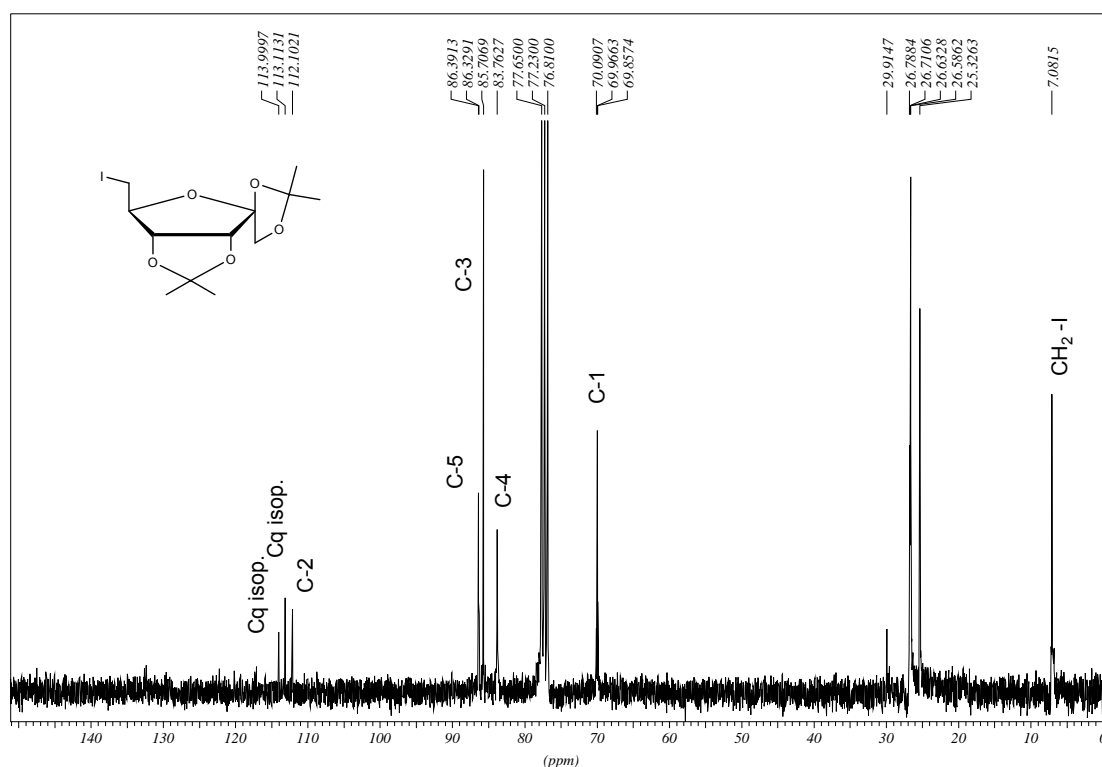 113.9997
113.1131
112.1021
86.3913
86.3291
85.7069
83.7627
77.6500
77.2300
76.8100
70.0907
69.9663
69.8574
29.9147
26.7884
26.7106
26.6328
26.5862
25.3263
7.0815
I
O
O
O
O
O
Cq isop.
Cq isop.
C-2
C-5
C-3
C-4
C-1
CH₂ -I
140 130 120 110 100 90 80 70 60 50 40 30 20 10 0
(ppm)